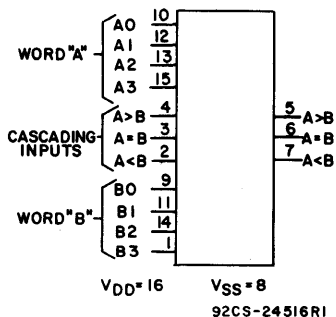 A0 10
WORD "A" A1 12
A2 13
A3 15
A>B 4 5 A>B
CASCADING INPUTS A=B 3 6 A=B
A<B 2 7 A<B
B0 9
WORD "B" B1 11
B2 14
B3 1
VDD=16 VSS=8
92CS-24516R1